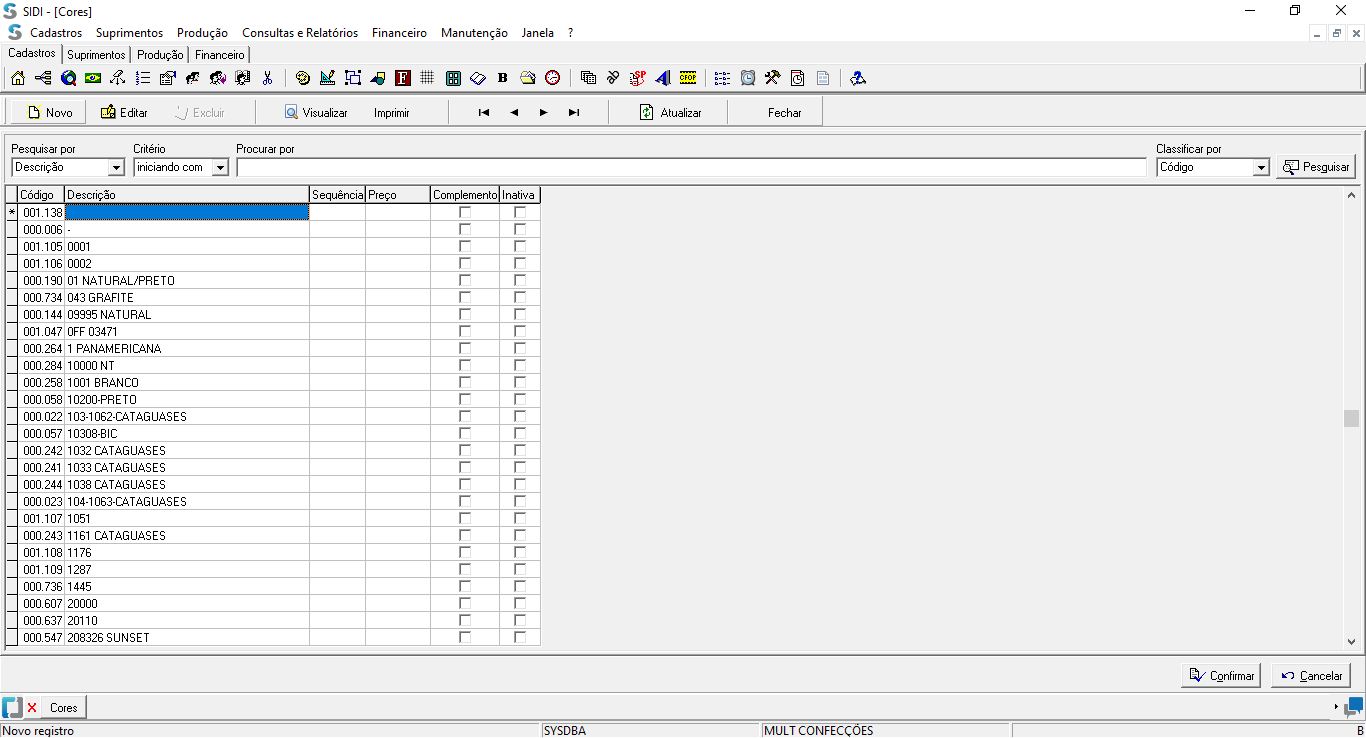 SIDI - [Cores]
Cadastros Suprimentos Produção Consultas e Relatórios Financeiro Manutenção Janela ?
Cadastros Suprimentos Produção Financeiro
F B SP CFOP
Novo Editar Excluir Visualizar Imprimir Atualizar Fechar
Pesquisar por Critério Procurar por Classificar por
Descrição iniciando com Código Pesquisar
Código Descrição Sequência Preço Complemento Inativa
* 001.138
000.006 -
001.105 0001
001.106 0002
000.190 01 NATURAL/PRETO
000.734 043 GRAFITE
000.144 09995 NATURAL
001.047 0FF 03471
000.264 1 PANAMERICANA
000.284 10000 NT
000.258 1001 BRANCO
000.058 10200-PRETO
000.022 103-1062-CATAGUASES
000.057 10308-BIC
000.242 1032 CATAGUASES
000.241 1033 CATAGUASES
000.244 1038 CATAGUASES
000.023 104-1063-CATAGUASES
001.107 1051
000.243 1161 CATAGUASES
001.108 1176
001.109 1287
000.736 1445
000.607 20000
000.637 20110
000.547 208326 SUNSET
Confirmar Cancelar
Cores
Novo registro SYSDBA MULT CONFECÇÕES B